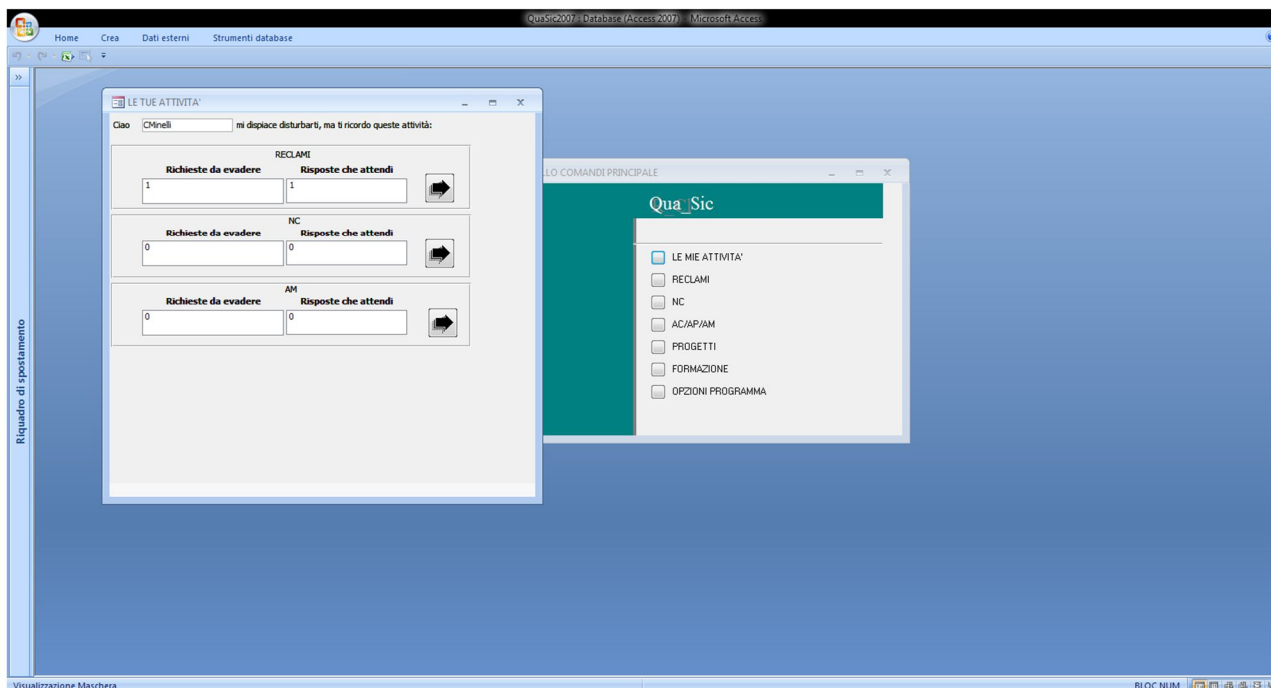 QuaSic2007 : Database (Access 2007) Microsoft Access
Home Crea Dati esterni Strumenti database
»
LE TUE ATTIVITA'
Ciao CMinelli mi dispiace disturbarti, ma ti ricordo queste attività:
RECLAMI
Richieste da evadere Risposte che attendi
1 1
NC
Richieste da evadere Risposte che attendi
0 0
AM
Richieste da evadere Risposte che attendi
0 0
LO COMANDI PRINCIPALE
Qua_Sic
LE MIE ATTIVITA'
RECLAMI
NC
AC/AP/AM
PROGETTI
FORMAZIONE
OPZIONI PROGRAMMA
Riquadro di spostamento
Visualizzazione Maschera
BLOC NUM